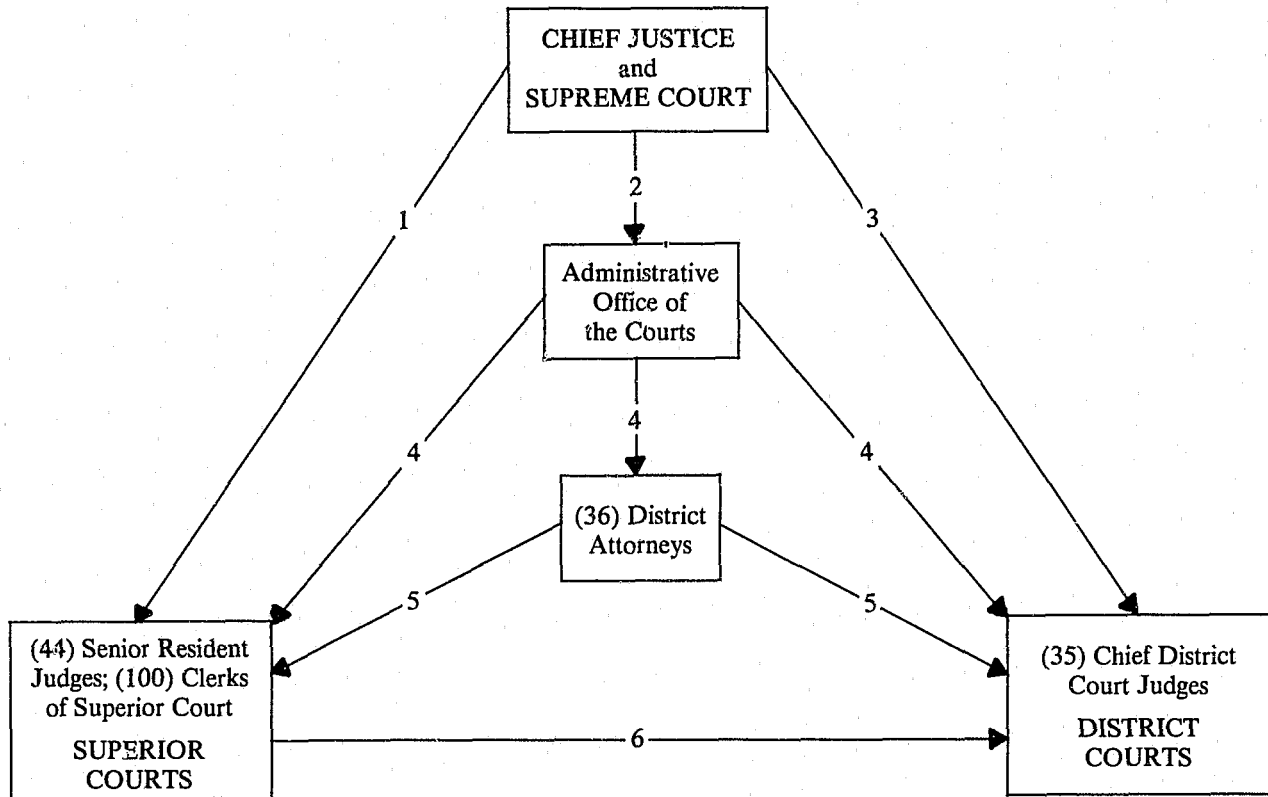 CHIEF JUSTICE
and
SUPREME COURT
1
2
3
Administrative
Office of
the Courts
4
4
4
(36) District
Attorneys
5
5
(44) Senior Resident
Judges; (100) Clerks
of Superior Court
SUPERIOR
COURTS
6
(35) Chief District
Court Judges
DISTRICT
COURTS